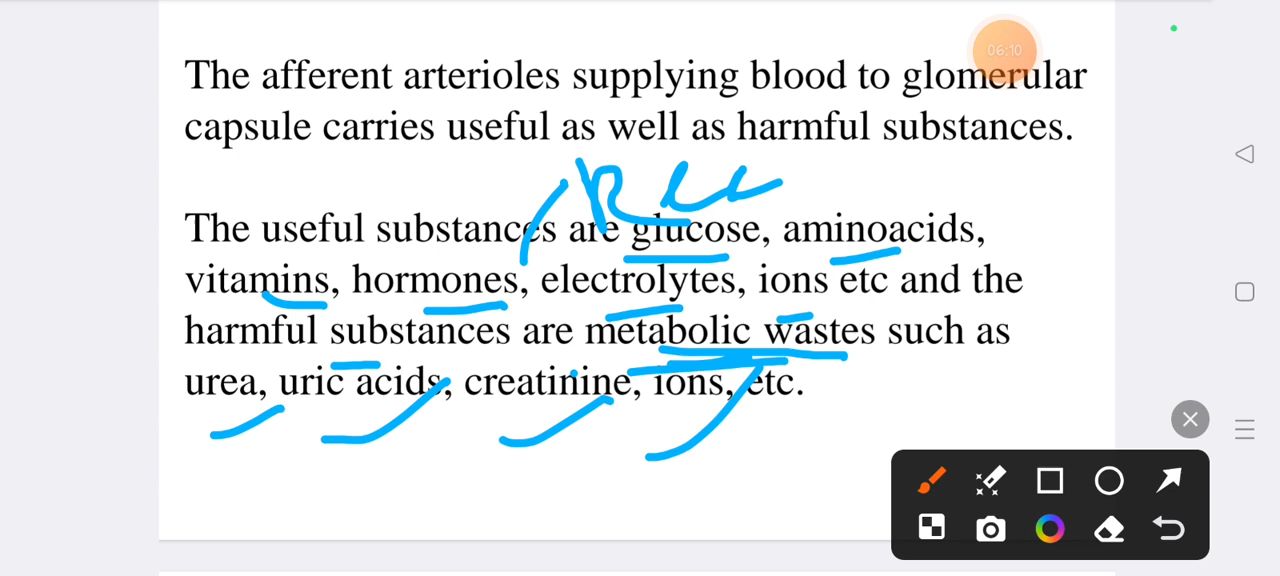 06:10
The afferent arterioles supplying blood to glomerular
capsule carries useful as well as harmful substances.
The useful substances are glucose, aminoacids,
vitamins, hormones, electrolytes, ions etc and the
harmful substances are metabolic wastes such as
urea, uric acids, creatinine, ions, etc.